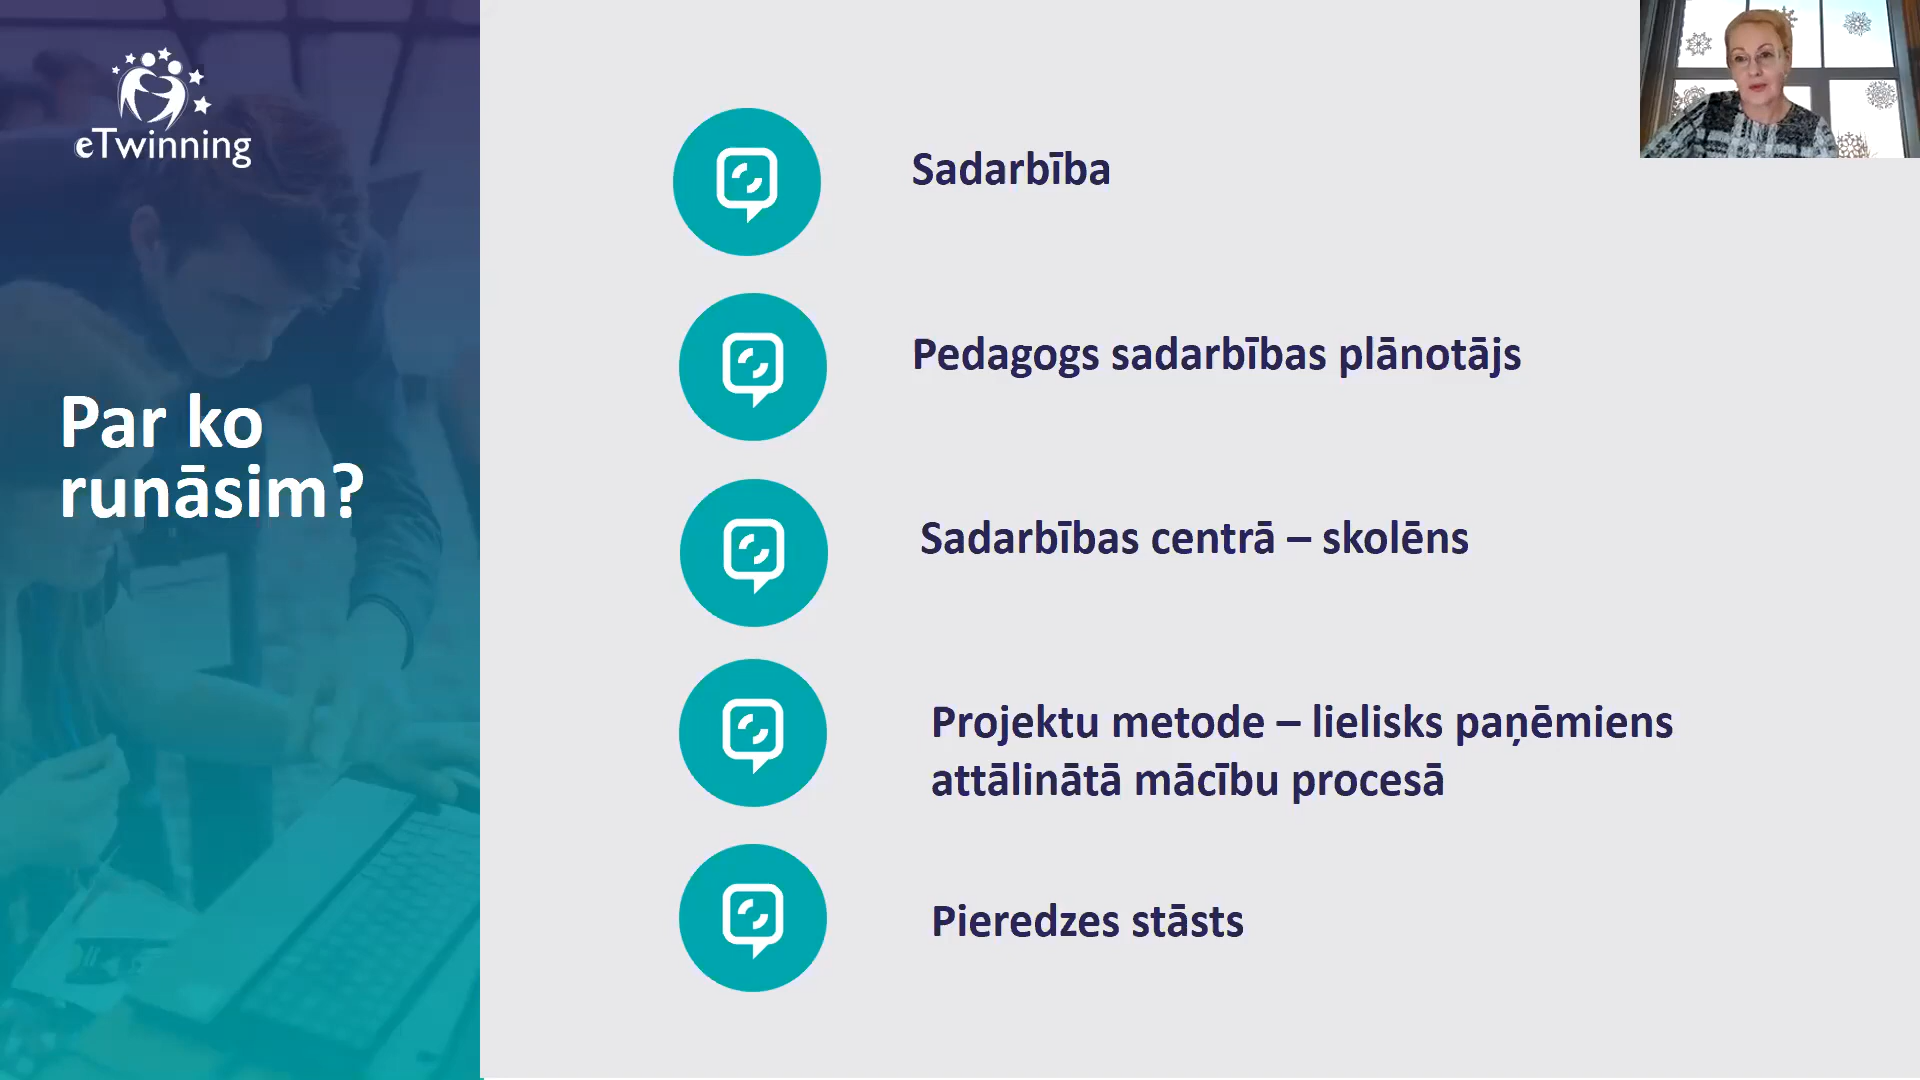 eTwinning
Par ko
runāsim?
Sadarbība
Pedagogs sadarbības plānotājs
Sadarbības centrā – skolēns
Projektu metode – lielisks paņēmiens
attālinātā mācību procesā
Pieredzes stāsts